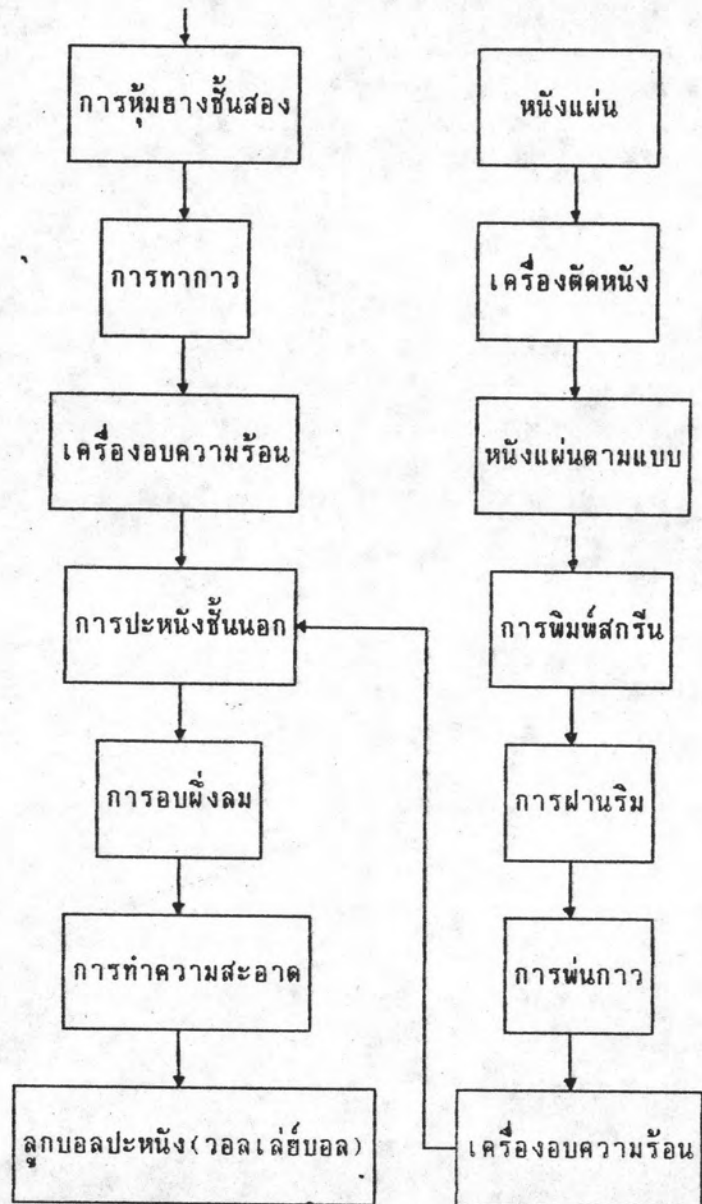 การหุ้มยางชั้นสอง
การทากาว
เครื่องอบความร้อน
การปะหนังชั้นนอก
การอบผึ่งลม
การทำความสะอาด
ลูกบอลปะหนัง(วอลเล่ย์บอล)
หนังแผ่น
เครื่องตัดหนัง
หนังแผ่นตามแบบ
การพิมพ์สกรีน
การฝานริม
การพ่นกาว
เครื่องอบความร้อน